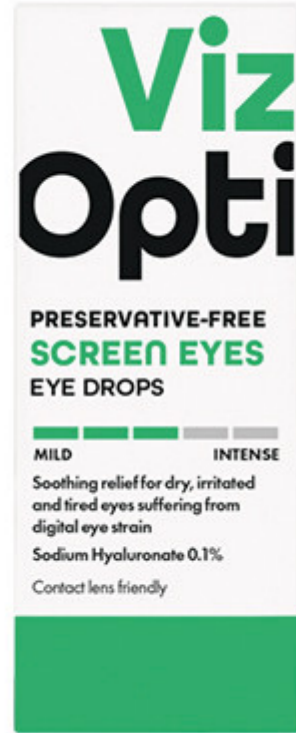 Viz
Opti
PRESERVATIVE-FREE
SCREEN EYES
EYE DROPS
MILD INTENSE
Soothing relief for dry, irritated
and tired eyes suffering from
digital eye strain
Sodium Hyaluronate 0.1%
Contact lens friendly